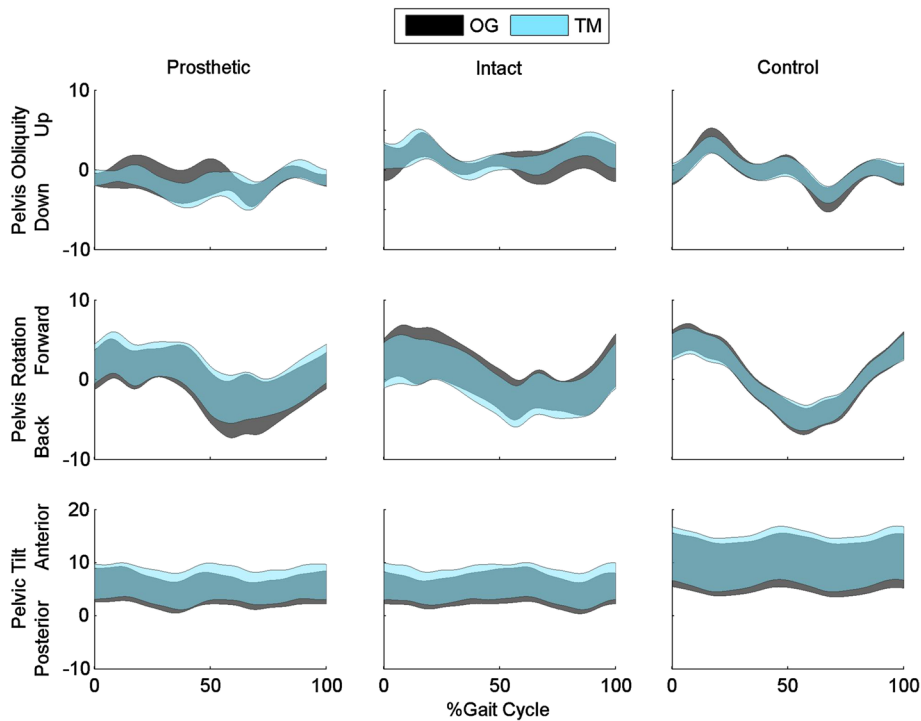 OG TM
Prosthetic Intact Control
Pelvis Obliquity
Down Up
10
0
-10
Pelvis Rotation
Back Forward
10
0
-10
Pelvic Tilt
Posterior Anterior
20
10
0
-10
0 50 100 0 50 100 0 50 100
%Gait Cycle